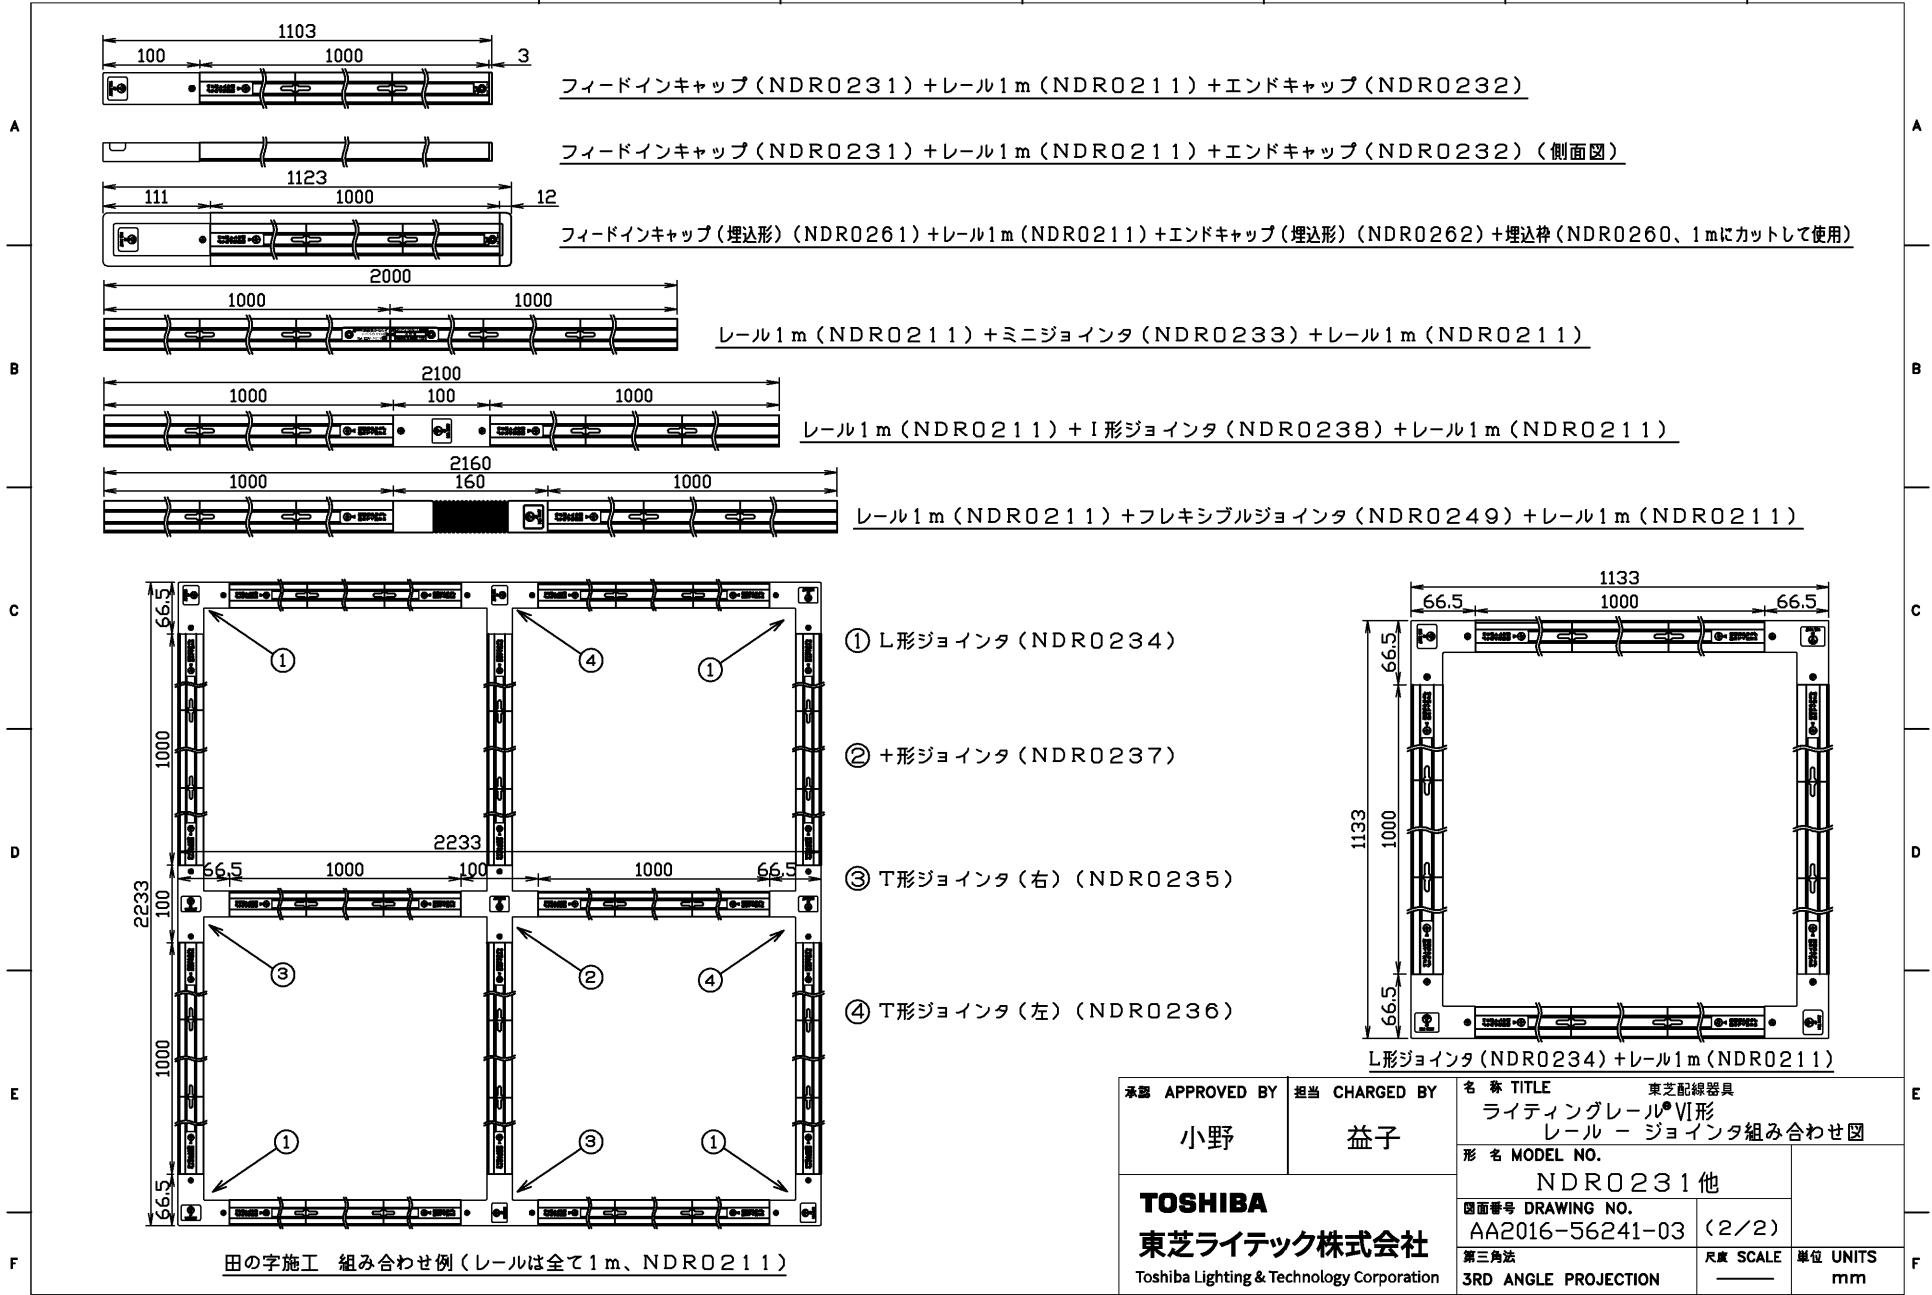 1103
100 1000 3
フィードインキャップ(NDR0231)+レール1m(NDR0211)+エンドキャップ(NDR0232)
A A
フィードインキャップ(NDR0231)+レール1m(NDR0211)+エンドキャップ(NDR0232)(側面図)
1123
111 1000 12
フィードインキャップ(埋込形)(NDR0261)+レール1m(NDR0211)+エンドキャップ(埋込形)(NDR0262)+埋込枠(NDR0260、1mにカットして使用)
2000
1000 1000
レール1m(NDR0211)+ミニジョインタ(NDR0233)+レール1m(NDR0211)
B B
2100
1000 100 1000
レール1m(NDR0211)+I形ジョインタ(NDR0238)+レール1m(NDR0211)
2160
1000 160 1000
レール1m(NDR0211)+フレキシブルジョインタ(NDR0249)+レール1m(NDR0211)
C C
66.5
1000
100
1000
66.5
2233
2233
66.5 1000 100 1000 66.5
① ④ ①
③ ② ④
① ③ ①
① L形ジョインタ(NDR0234)
② +形ジョインタ(NDR0237)
③ T形ジョインタ(右)(NDR0235)
④ T形ジョインタ(左)(NDR0236)
D D
田の字施工 組み合わせ例(レールは全て1m、NDR0211)
1133
66.5 1000 66.5
66.5
1000
66.5
1133
L形ジョインタ(NDR0234)+レール1m(NDR0211)
E E
承認 APPROVED BY
小野
担当 CHARGED BY
益子
名 称 TITLE 東芝配線器具
ライティングレール®VI形
レール − ジョインタ組み合わせ図
形 名 MODEL NO.
NDR0231他
図面番号 DRAWING NO.
AA2016-56241-03 (2/2)
第三角法
3RD ANGLE PROJECTION
尺度 SCALE
単位 UNITS
mm
TOSHIBA
東芝ライテック株式会社
Toshiba Lighting & Technology Corporation
F F